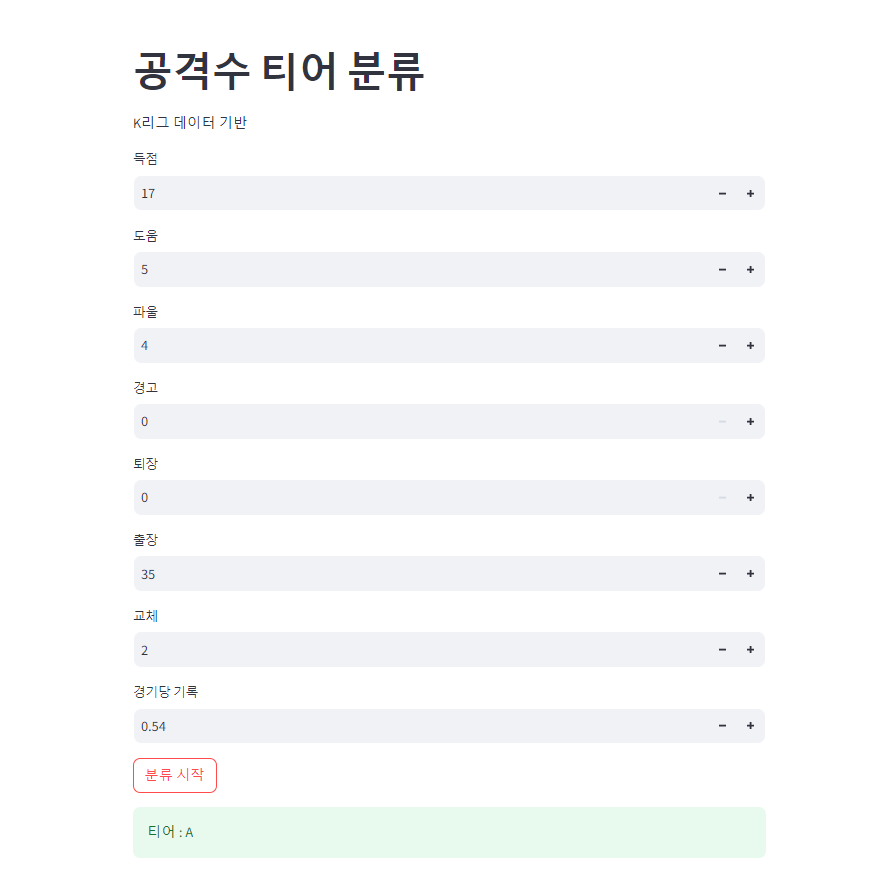 공격수 티어 분류
K리그 데이터 기반
득점
17
도움
5
파울
4
경고
0
퇴장
0
출장
35
교체
2
경기당 기록
0.54
분류 시작
티어 : A